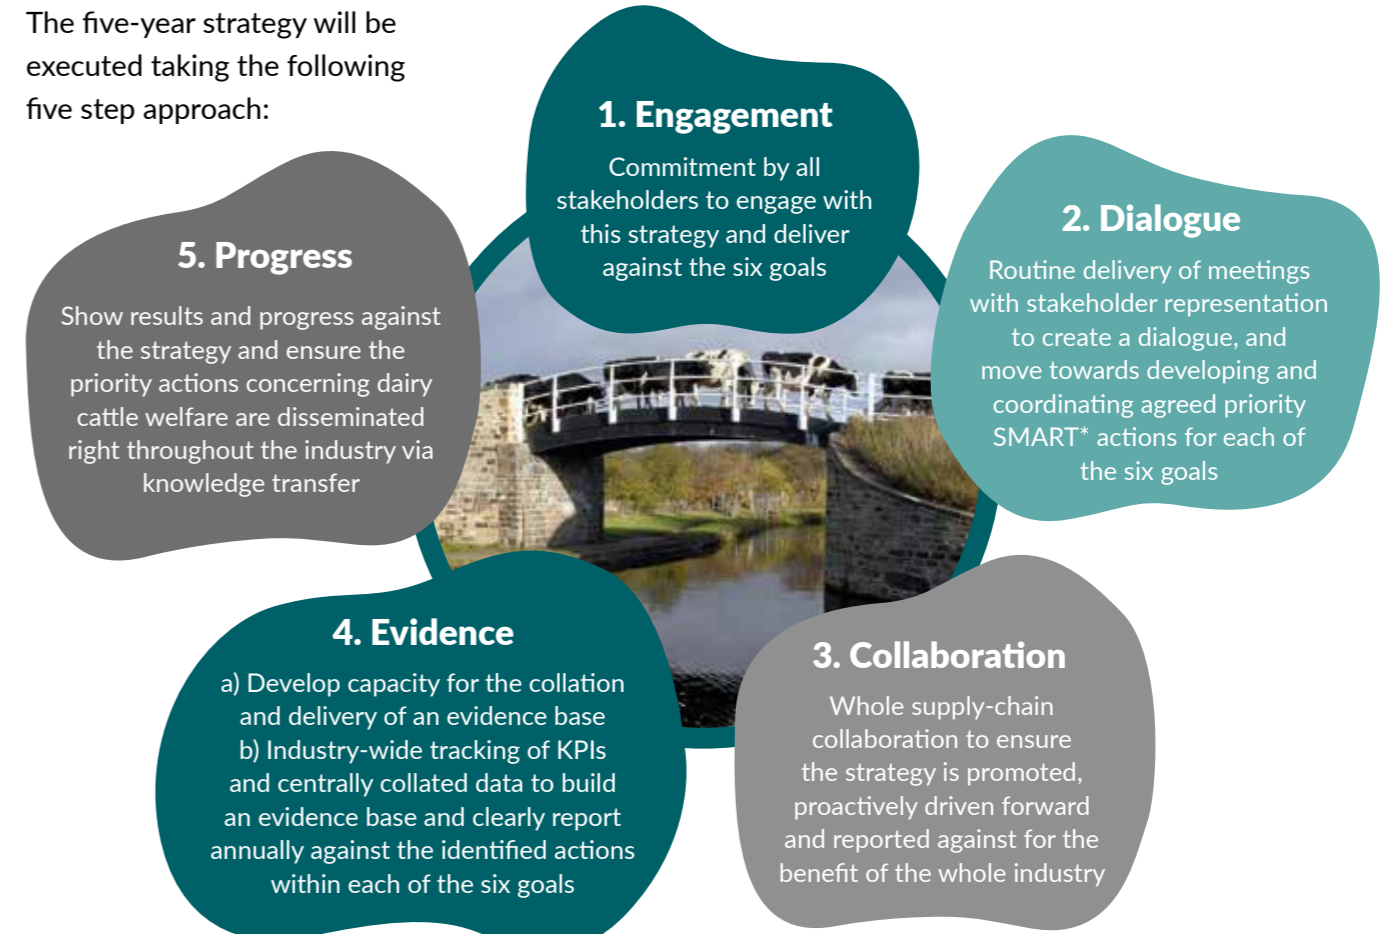 The five-year strategy will be
executed taking the following
five step approach:
1. Engagement
Commitment by all
stakeholders to engage with
this strategy and deliver
against the six goals
2. Dialogue
Routine delivery of meetings
with stakeholder representation
to create a dialogue, and
move towards developing and
coordinating agreed priority
SMART* actions for each of
the six goals
3. Collaboration
Whole supply-chain
collaboration to ensure
the strategy is promoted,
proactively driven forward
and reported against for the
benefit of the whole industry
4. Evidence
a) Develop capacity for the collation
and delivery of an evidence base
b) Industry-wide tracking of KPIs
and centrally collated data to build
an evidence base and clearly report
annually against the identified actions
within each of the six goals
5. Progress
Show results and progress against
the strategy and ensure the
priority actions concerning dairy
cattle welfare are disseminated
right throughout the industry via
knowledge transfer